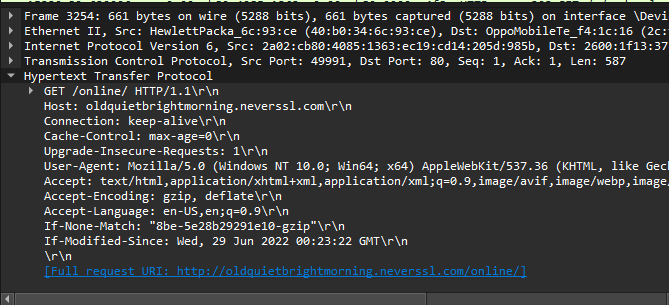 Frame 3254: 661 bytes on wire (5288 bits), 661 bytes captured (5288 bits) on interface \Devi
Ethernet II, Src: HewlettPacka_6c:93:ce (40:b0:34:6c:93:ce), Dst: OppoMobileTe_f4:1c:16 (2c:
Internet Protocol Version 6, Src: 2a02:cb80:4085:1363:ec19:cd14:205d:985b, Dst: 2600:1f13:37
Transmission Control Protocol, Src Port: 49991, Dst Port: 80, Seq: 1, Ack: 1, Len: 587
Hypertext Transfer Protocol
GET /online/ HTTP/1.1\r\n
Host: oldquietbrightmorning.neverssl.com\r\n
Connection: keep-alive\r\n
Cache-Control: max-age=0\r\n
Upgrade-Insecure-Requests: 1\r\n
User-Agent: Mozilla/5.0 (Windows NT 10.0; Win64; x64) AppleWebKit/537.36 (KHTML, like Gec
Accept: text/html,application/xhtml+xml,application/xml;q=0.9,image/avif,image/webp,image,
Accept-Encoding: gzip, deflate\r\n
Accept-Language: en-US,en;q=0.9\r\n
If-None-Match: "8be-5e28b29291e10-gzip"\r\n
If-Modified-Since: Wed, 29 Jun 2022 00:23:22 GMT\r\n
\r\n
[Full request URI: http://oldquietbrightmorning.neverssl.com/online/]